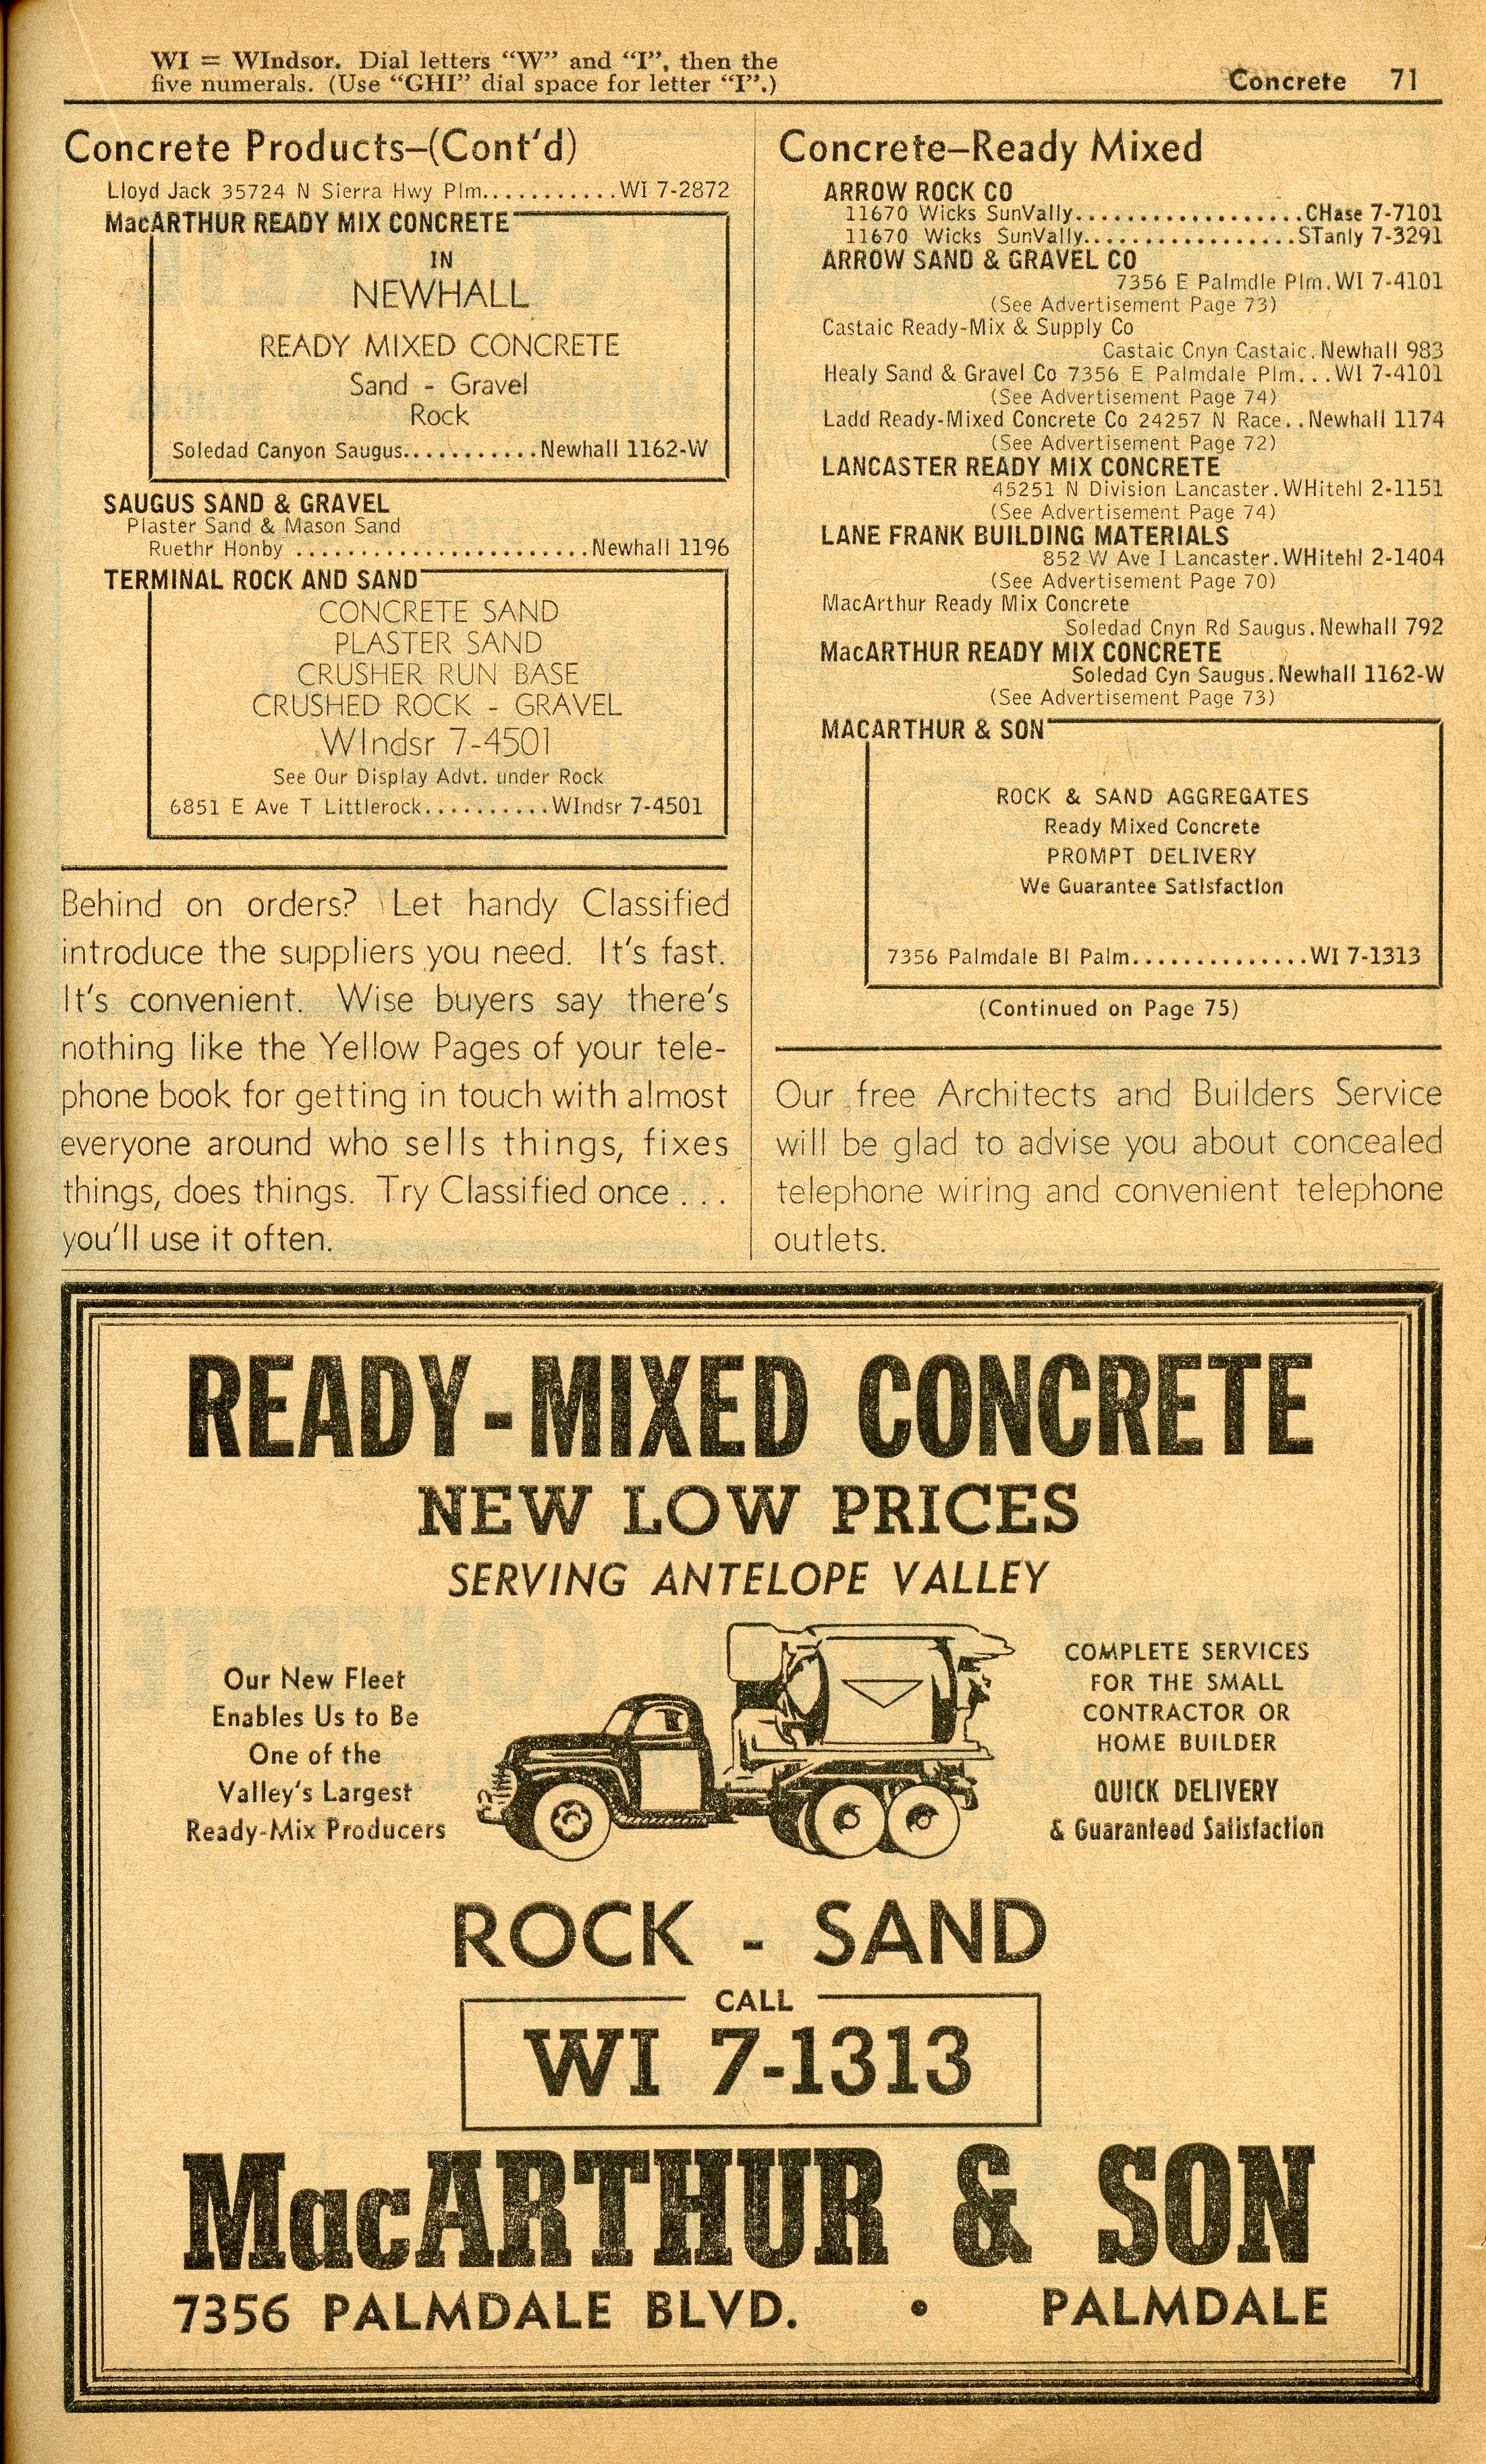 WI = WIndsor. Dial letters “W” and “I”, then the
five numerals. (Use “GHI” dial space for letter “I”.)
Concrete 71
Concrete Products—(Cont'd)
Lloyd Jack 35724 N Sierra Hwy Plm...........WI 7-2872
MacARTHUR READY MIX CONCRETE
IN
NEWHALL
READY MIXED CONCRETE
Sand - Gravel
Rock
Soledad Canyon Saugus...........Newhall 1162-W
SAUGUS SAND & GRAVEL
Plaster Sand & Mason Sand
Ruethr Honby .......................Newhall 1196
TERMINAL ROCK AND SAND
CONCRETE SAND
PLASTER SAND
CRUSHER RUN BASE
CRUSHED ROCK - GRAVEL
WIndsr 7-4501
See Our Display Advt. under Rock
6851 E Ave T Littlerock..........WIndsr 7-4501
Behind on orders? Let handy Classified
introduce the suppliers you need. It's fast.
It's convenient. Wise buyers say there's
nothing like the Yellow Pages of your tele-
phone book for getting in touch with almost
everyone around who sells things, fixes
things, does things. Try Classified once . . .
you'll use it often.
Concrete—Ready Mixed
ARROW ROCK CO
11670 Wicks SunVally..................CHase 7-7101
11670 Wicks SunVally................STanly 7-3291
ARROW SAND & GRAVEL CO
7356 E Palmdle Plm.WI 7-4101
(See Advertisement Page 73)
Castaic Ready-Mix & Supply Co
Castaic Cnyn Castaic.Newhall 983
Healy Sand & Gravel Co 7356 E Palmdale Plm...WI 7-4101
(See Advertisement Page 74)
Ladd Ready-Mixed Concrete Co 24257 N Race..Newhall 1174
(See Advertisement Page 72)
LANCASTER READY MIX CONCRETE
45251 N Division Lancaster.WHitehl 2-1151
(See Advertisement Page 74)
LANE FRANK BUILDING MATERIALS
852 W Ave I Lancaster.WHitehl 2-1404
(See Advertisement Page 70)
MacArthur Ready Mix Concrete
Soledad Cnyn Rd Saugus.Newhall 792
MacARTHUR READY MIX CONCRETE
Soledad Cyn Saugus.Newhall 1162-W
(See Advertisement Page 73)
MACARTHUR & SON
ROCK & SAND AGGREGATES
Ready Mixed Concrete
PROMPT DELIVERY
We Guarantee Satisfaction
7356 Palmdale Bl Palm..............WI 7-1313
(Continued on Page 75)
Our free Architects and Builders Service
will be glad to advise you about concealed
telephone wiring and convenient telephone
outlets.
READY-MIXED CONCRETE
NEW LOW PRICES
SERVING ANTELOPE VALLEY
Our New Fleet
Enables Us to Be
One of the
Valley's Largest
Ready-Mix Producers
COMPLETE SERVICES
FOR THE SMALL
CONTRACTOR OR
HOME BUILDER
QUICK DELIVERY
& Guaranteed Satisfaction
ROCK - SAND
CALL
WI 7-1313
MacARTHUR & SON
7356 PALMDALE BLVD. • PALMDALE